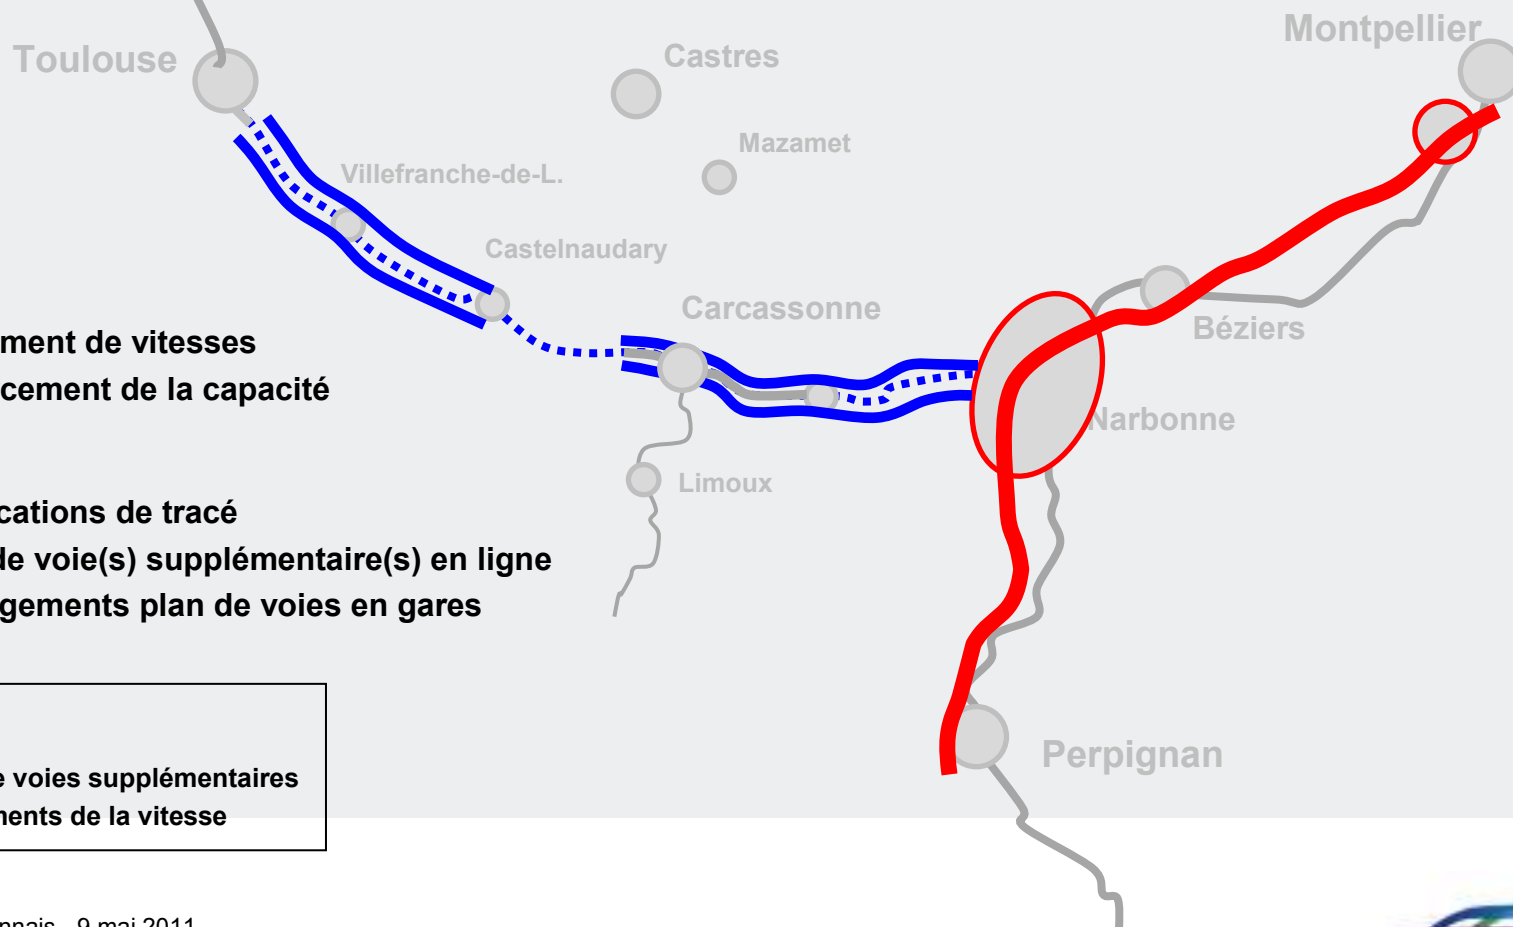 Montpellier
Toulouse
Castres
Mazamet
Villefranche-de-L.
Castelnaudary
Carcassonne
Béziers
ment de vitesses
cement de la capacité
Narbonne
Limoux
cations de tracé
de voie(s) supplémentaire(s) en ligne
gements plan de voies en gares
Perpignan
e voies supplémentaires
ments de la vitesse
nnais - 9 mai 2011